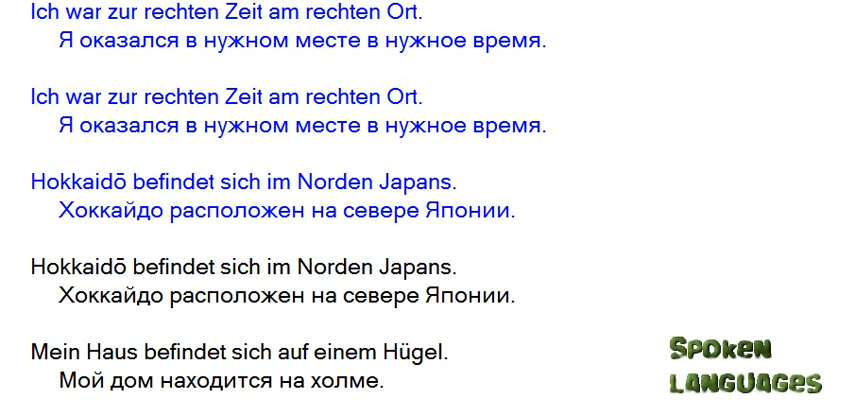 Ich war zur rechten Zeit am rechten Ort.
Я оказался в нужном месте в нужное время.
Ich war zur rechten Zeit am rechten Ort.
Я оказался в нужном месте в нужное время.
Hokkaidō befindet sich im Norden Japans.
Хоккайдо расположен на севере Японии.
Hokkaidō befindet sich im Norden Japans.
Хоккайдо расположен на севере Японии.
Mein Haus befindet sich auf einem Hügel.
Мой дом находится на холме.
Spoken
Languages